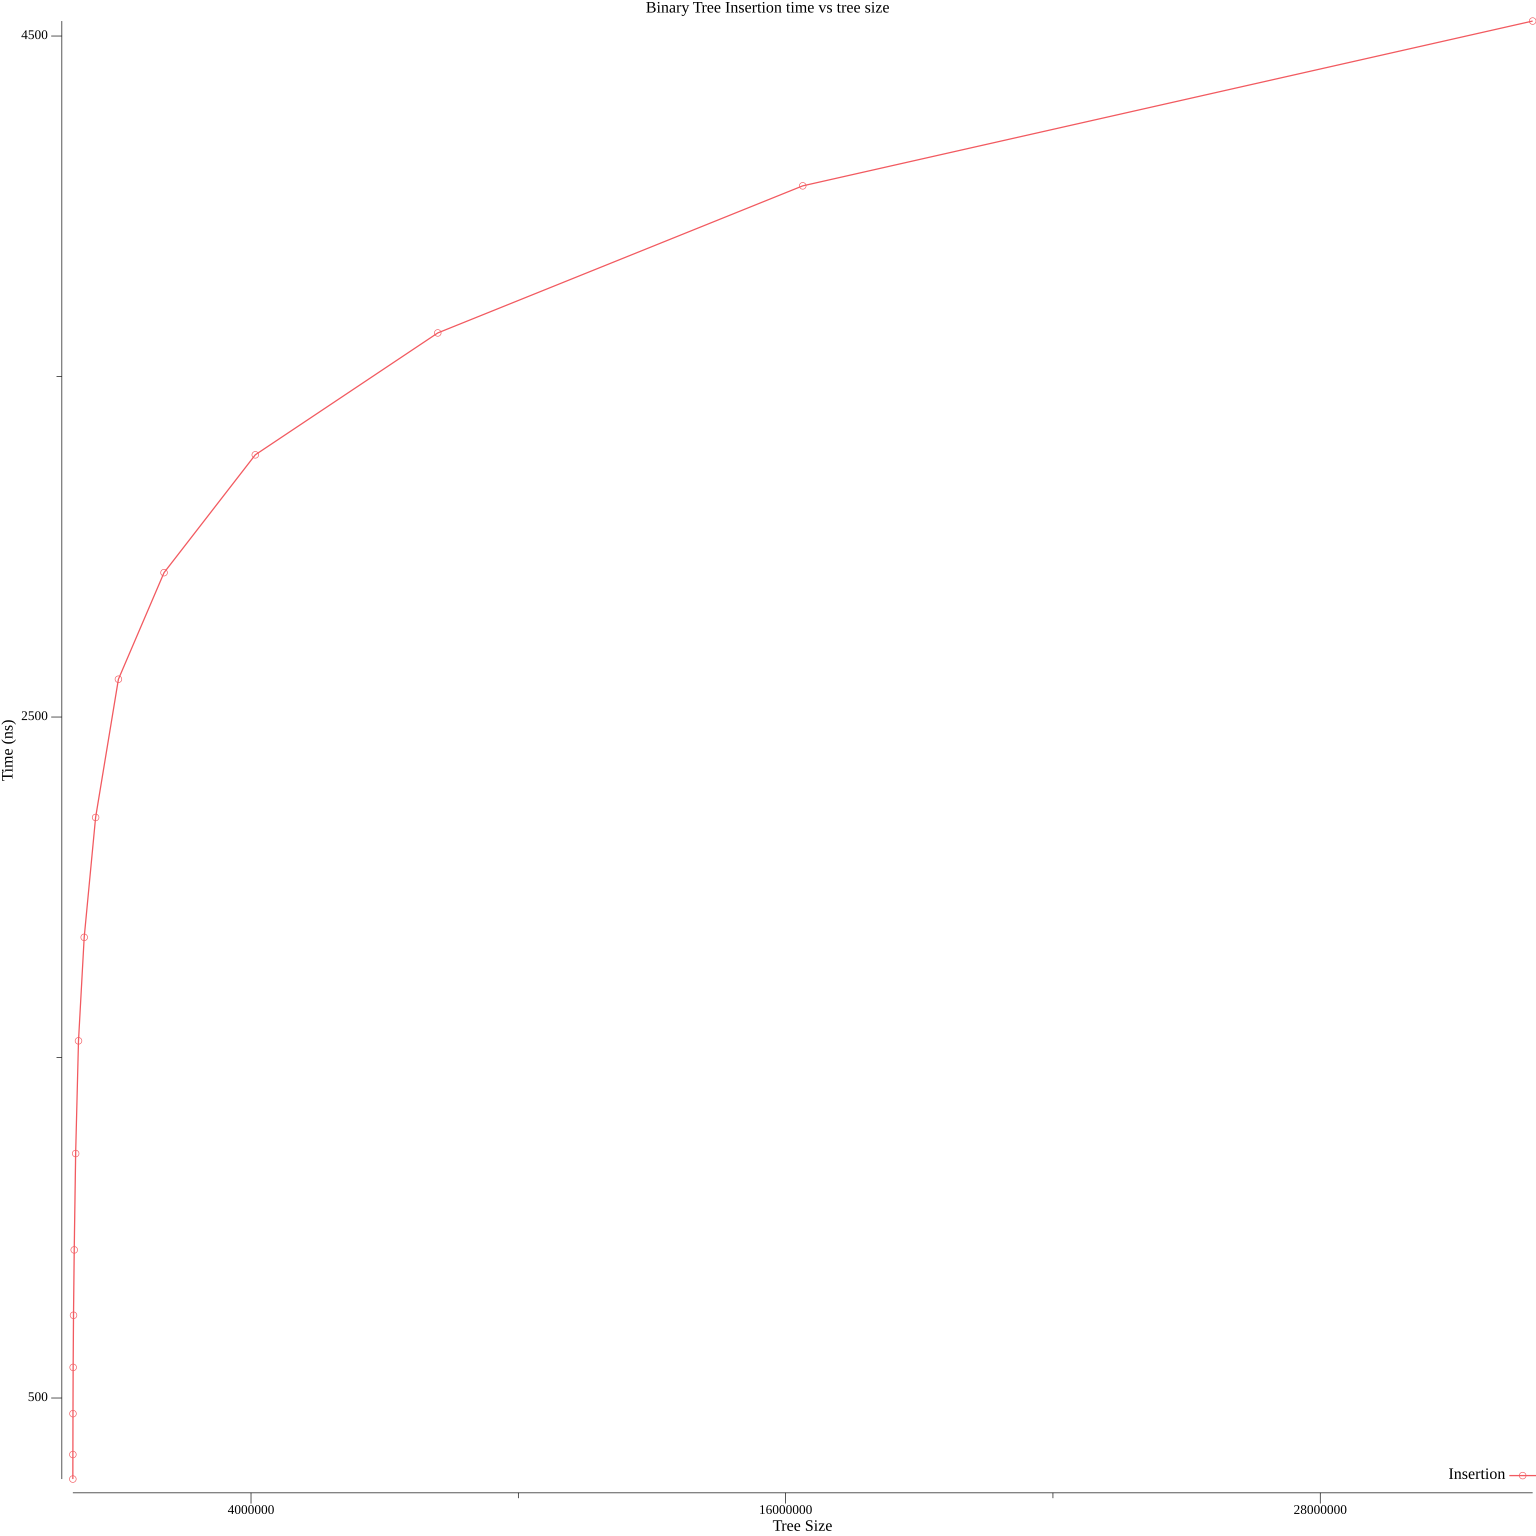 Binary Tree Insertion time vs tree size
4500
2500
500
Time (ns)
Insertion
4000000
16000000
28000000
Tree Size